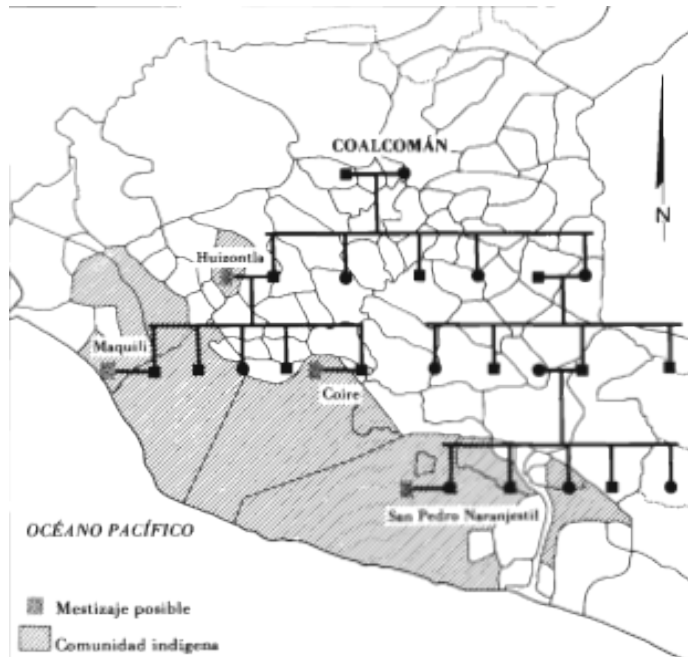 COALCOMÁN
N
Huizontla
Maquili
Coire
San Pedro Naranjestil
OCÉANO PACÍFICO
Mestizaje posible
Comunidad indígena